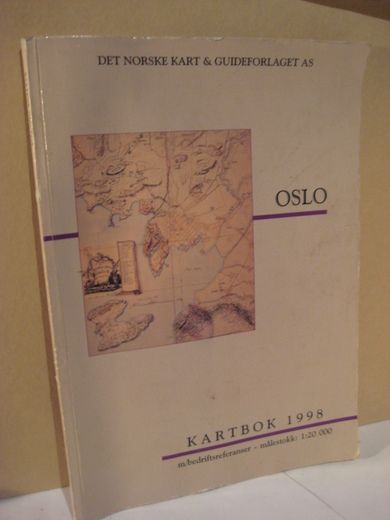 DET NORSKE KART & GUIDEFORLAGET AS
OSLO
KARTBOK 1998
m/bedriftsreferanser - målestokk: 1:20 000